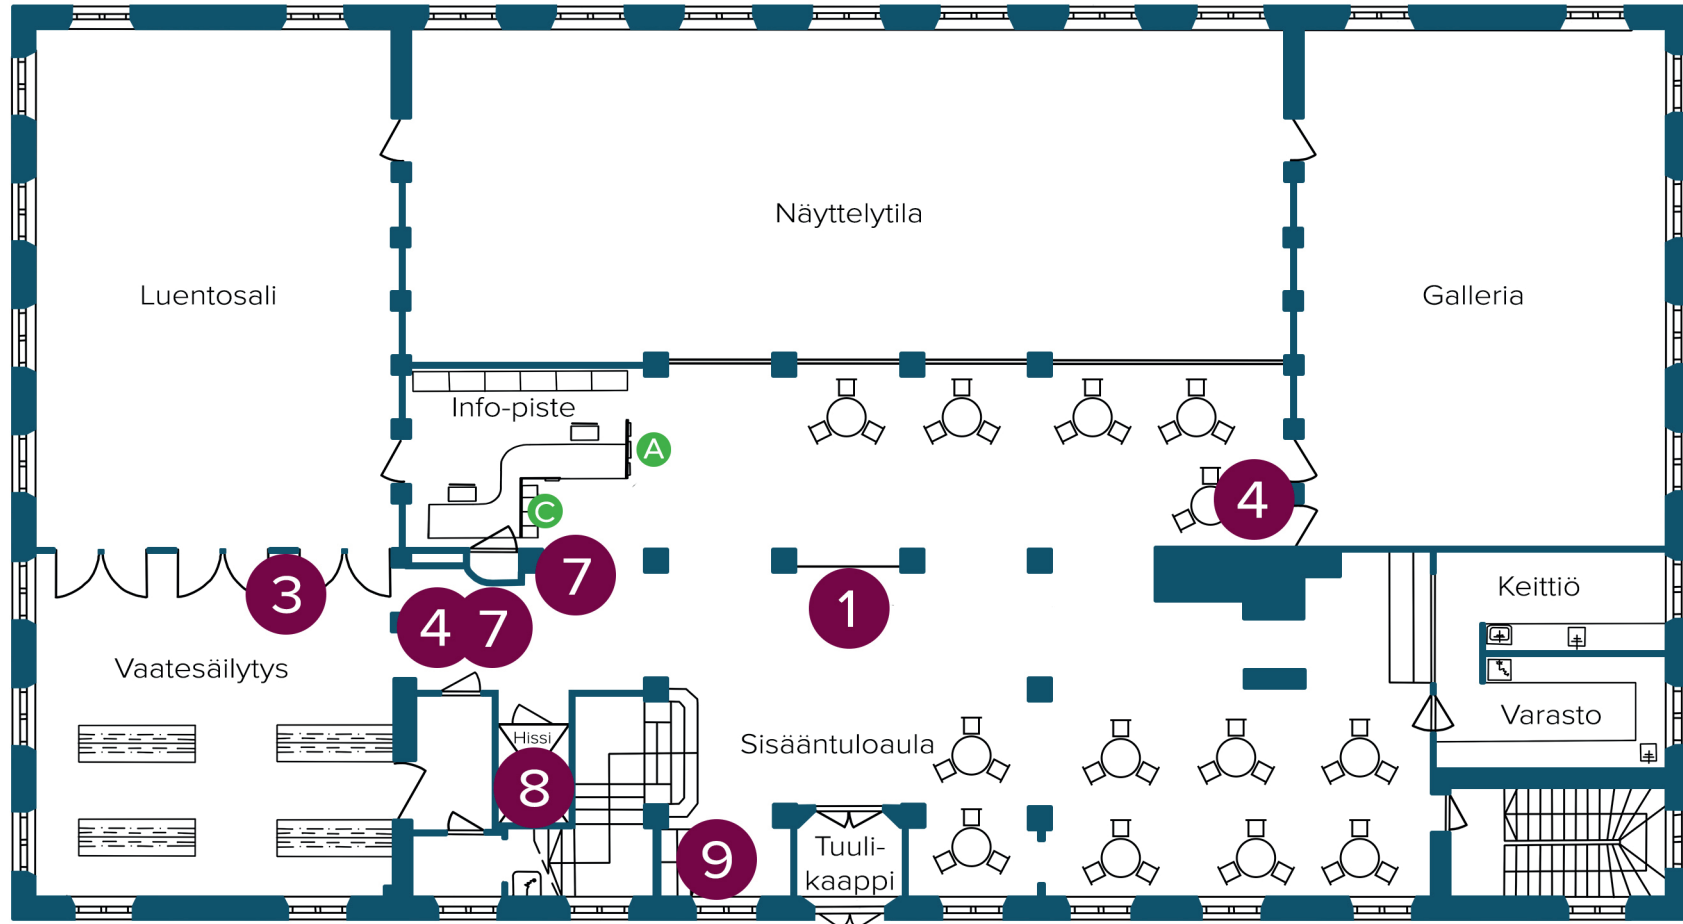 Näyttelytila
Luentosali
Galleria
Info-piste
A
C
4
7
3
1
4
7
Keittiö
Vaatesäilytys
Varasto
Hissi
Sisääntuloaula
8
9
Tuuli-
kaappi